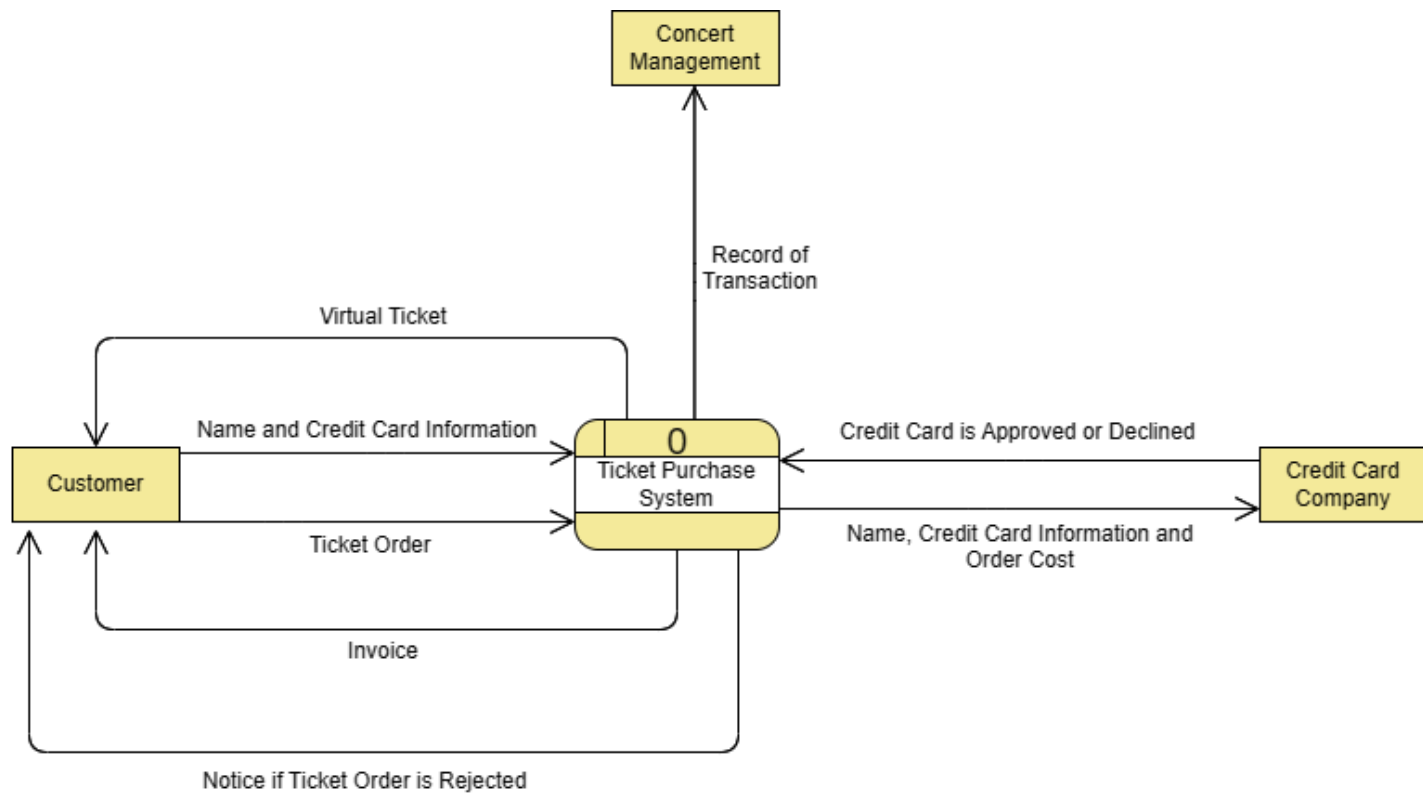 Concert
Management
Record of
Transaction
Virtual Ticket
Name and Credit Card Information
0
Credit Card is Approved or Declined
Customer
Ticket Purchase
System
Credit Card
Company
Ticket Order
Name, Credit Card Information and
Order Cost
Invoice
Notice if Ticket Order is Rejected